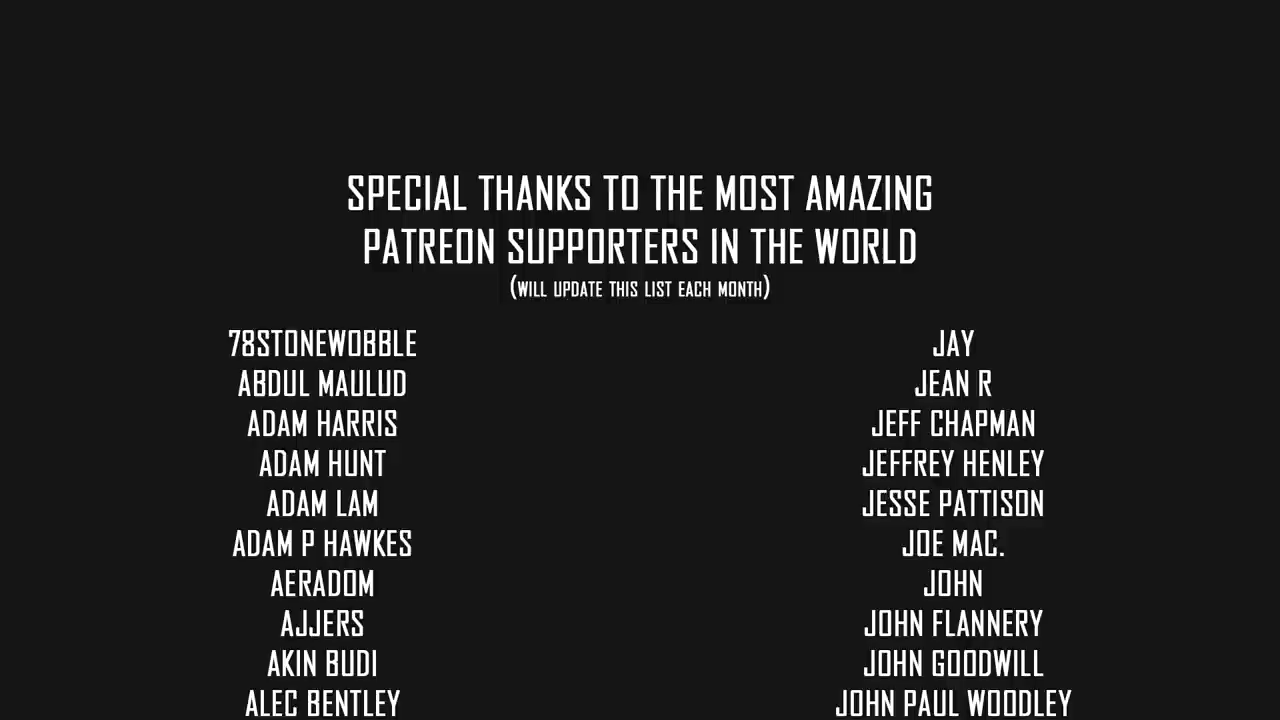 SPECIAL THANKS TO THE MOST AMAZING
PATREON SUPPORTERS IN THE WORLD
(WILL UPDATE THIS LIST EACH MONTH)
78STONEWOBBLE
ABDUL MAULUD
ADAM HARRIS
ADAM HUNT
ADAM LAM
ADAM P HAWKES
AERADOM
AJJERS
AKIN BUDI
ALEC BENTLEY
JAY
JEAN R
JEFF CHAPMAN
JEFFREY HENLEY
JESSE PATTISON
JOE MAC.
JOHN
JOHN FLANNERY
JOHN GOODWILL
JOHN PAUL WOODLEY